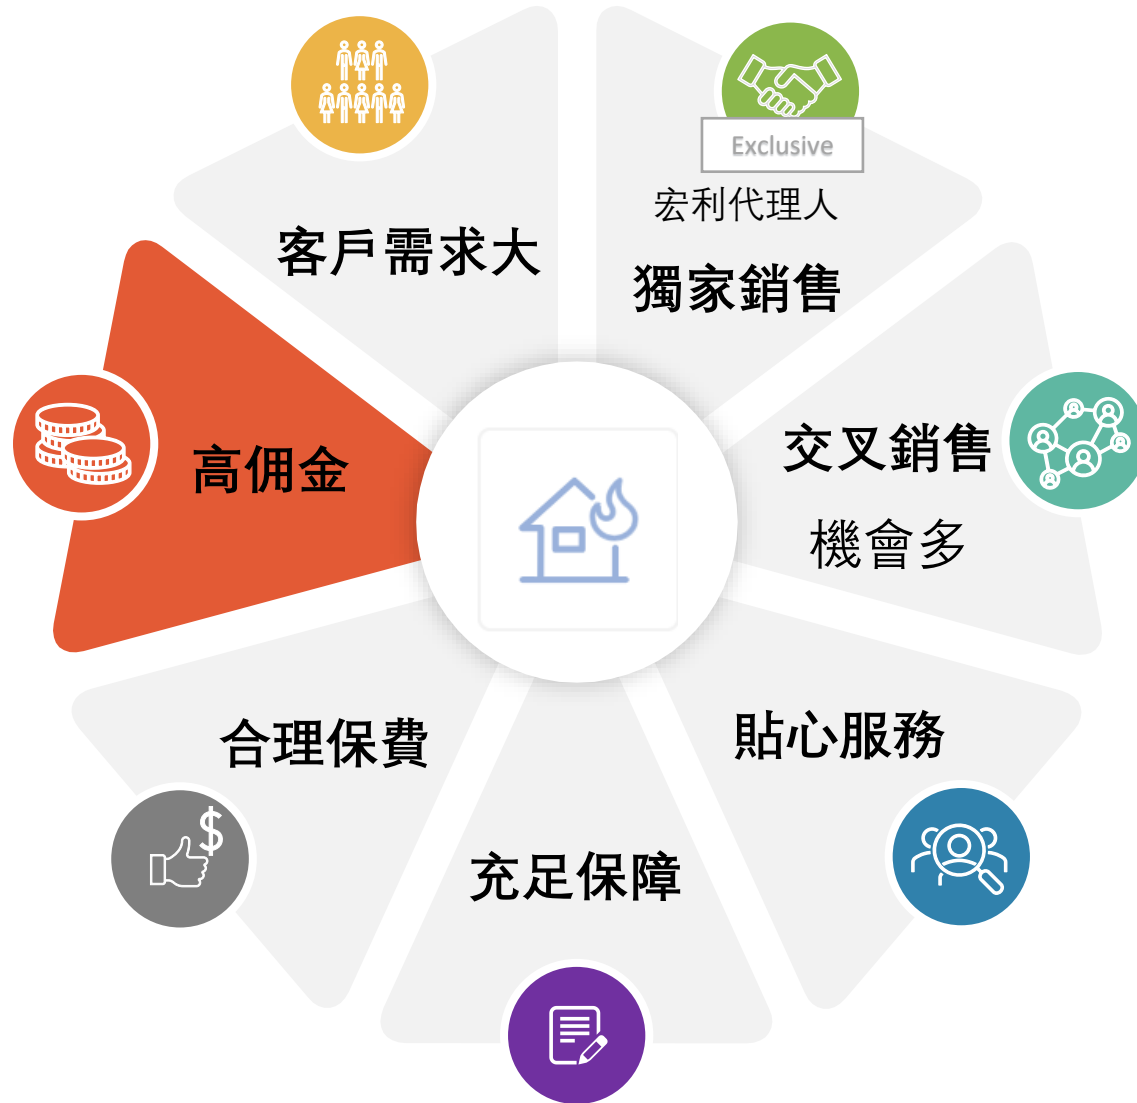 Exclusive
宏利代理人
獨家銷售
客戶需求大
交叉銷售
機會多
高佣金
貼心服務
合理保費
$
充足保障